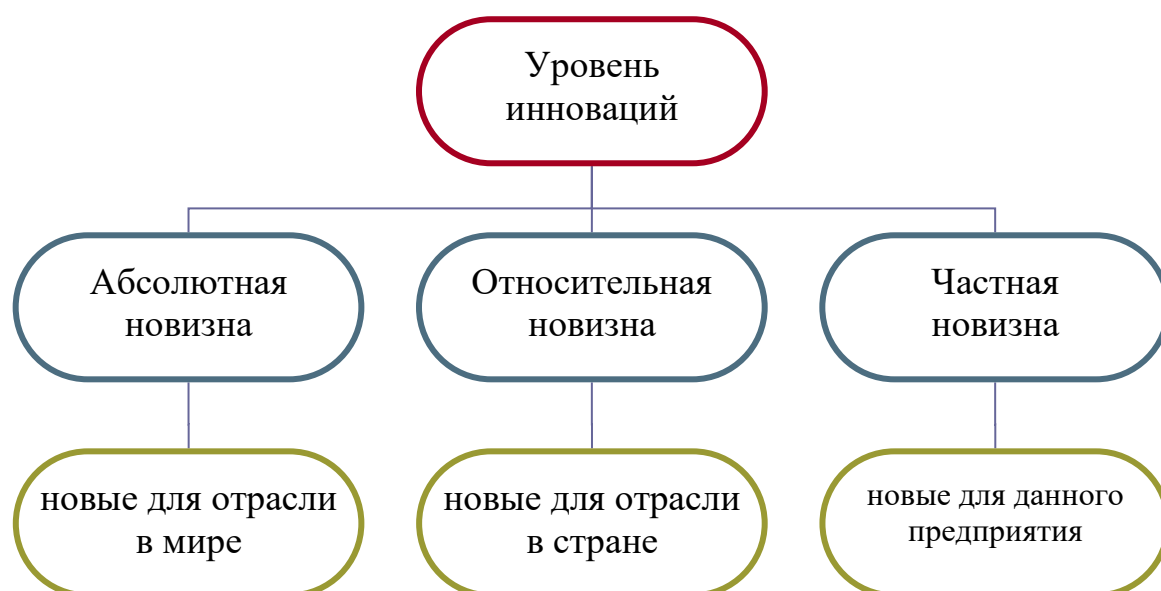 Уровень
инноваций
Абсолютная
новизна
Относительная
новизна
Частная
новизна
новые для отрасли
в мире
новые для отрасли
в стране
новые для данного
предприятия